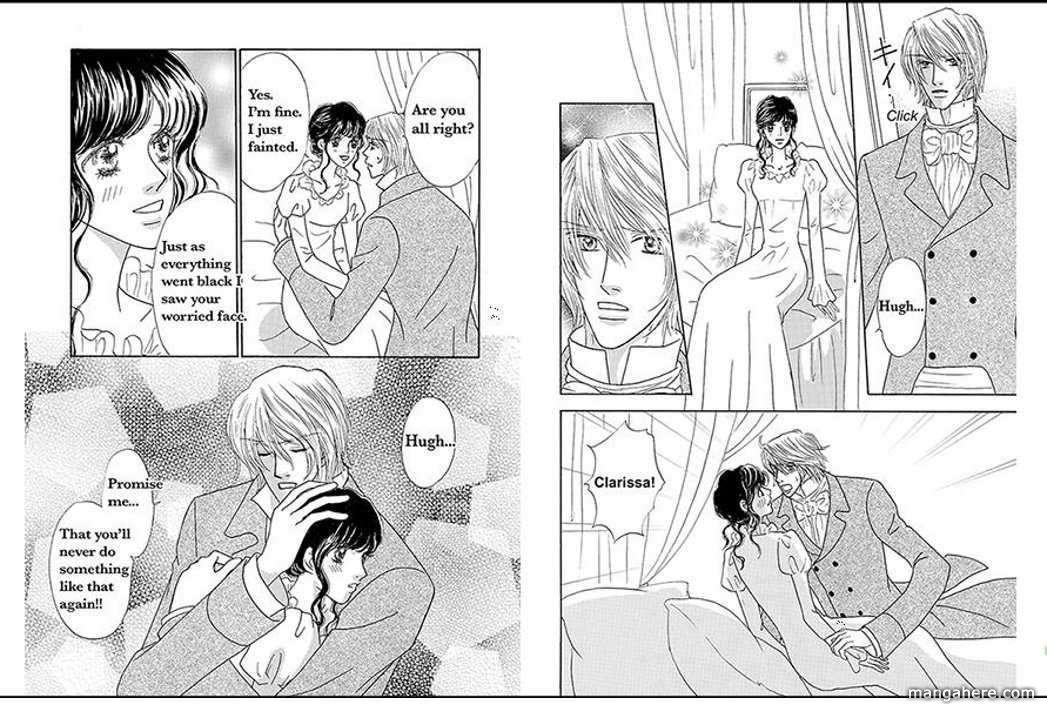 キイ
Click
Hugh...
Clarissa!
Are you
all right?
Yes.
I'm fine.
I just
fainted.
Just as
everything
went black I
saw your
worried face.
Hugh...
Promise
me...
That you'll
never do
something
like that
again!!
mangahere.com